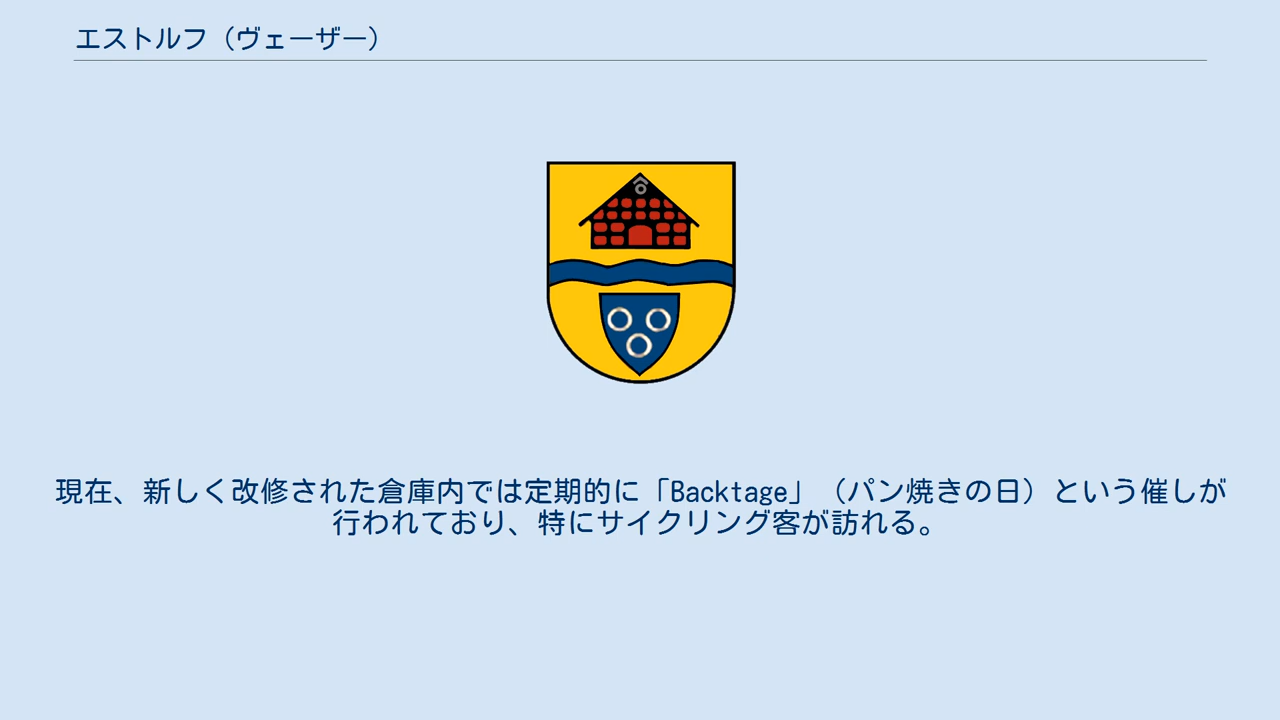 エストルフ（ヴェーザー）
現在、新しく改修された倉庫内では定期的に「Backtage」（パン焼きの日）という催しが
行われており、特にサイクリング客が訪れる。